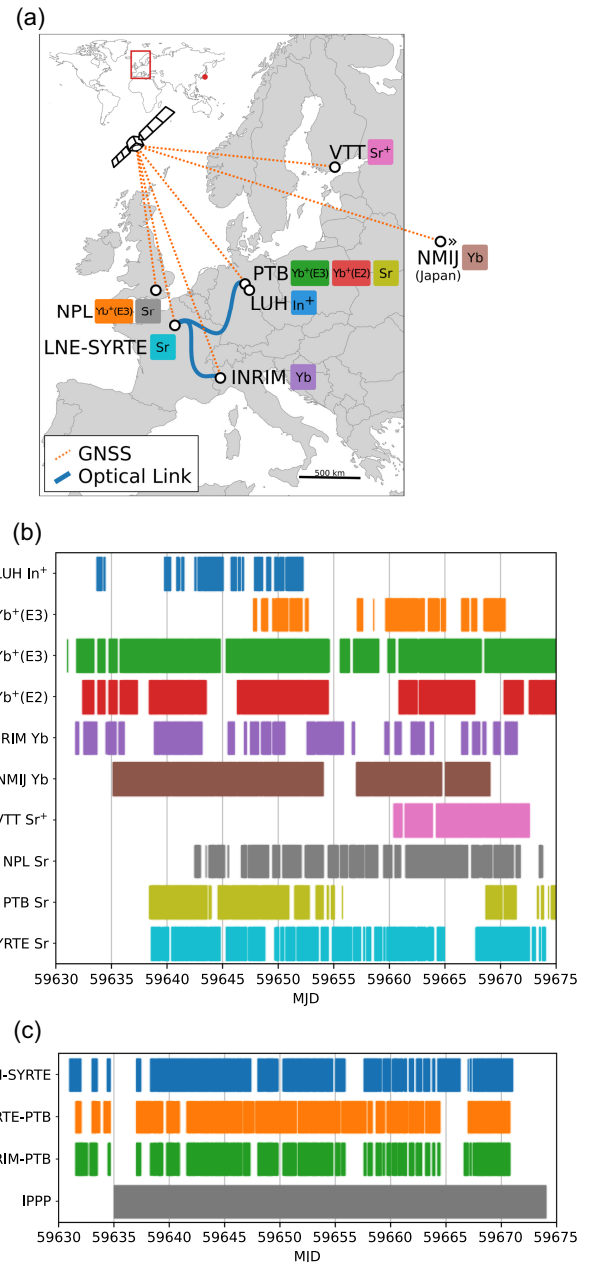 (a)
VTT Sr⁺
NMIJ Yb
(Japan)
PTB Yb⁺(E3) Yb⁺(E2) Sr
LUH In⁺
NPL Yb⁺(E3) Sr
LNE-SYRTE Sr
INRIM Yb
GNSS
Optical Link
500 km
(b)
LUH In⁺
Yb⁺(E3)
Yb⁺(E3)
Yb⁺(E2)
RIM Yb
NMIJ Yb
VTT Sr⁺
NPL Sr
PTB Sr
YRTE Sr
59630 59635 59640 59645 59650 59655 59660 59665 59670 59675
MJD
(c)
I-SYRTE
RTE-PTB
RIM-PTB
IPPP
59630 59635 59640 59645 59650 59655 59660 59665 59670 59675
MJD